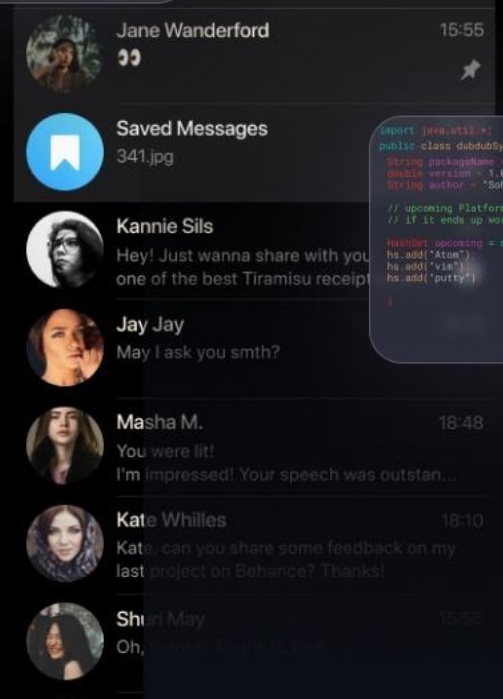 Jane Wanderford
15:55
👀
Saved Messages
341.jpg
Kannie Sils
Hey! Just wanna share with you
one of the best Tiramisu receipt
Jay Jay
May I ask you smth?
Masha M.
18:48
You were lit!
I'm impressed! Your speech was outstan...
Kate Whilles
18:10
Kate, can you share some feedback on my
last project on Behance? Thanks!
Shuri May
15:55
Oh,
import java.util.*;
public class dubdubSy
String packageName
double version = 1.
String author = "Sob
// upcoming Platform
// if it ends up wor
HashSet upcoming =
hs.add("Atom")
hs.add("vim")
hs.add("putty")
}